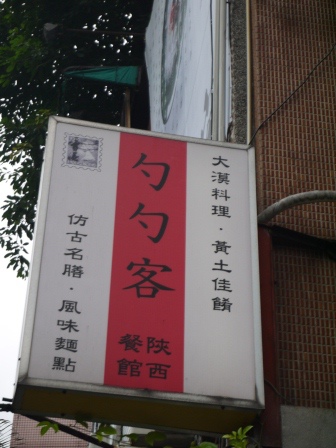 大漠料理·黃土佳餚
勺勺客
陝西
餐館
仿古名膳·風味麵點